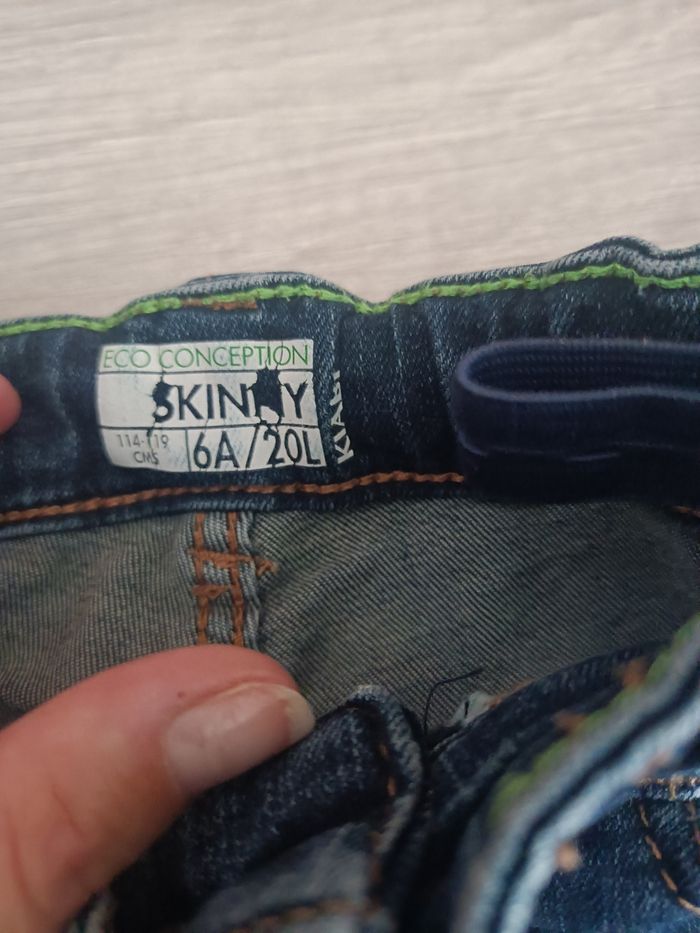 ECO CONCEPTION
SKINNY
114-119
CMS
6A/20L
KIABI